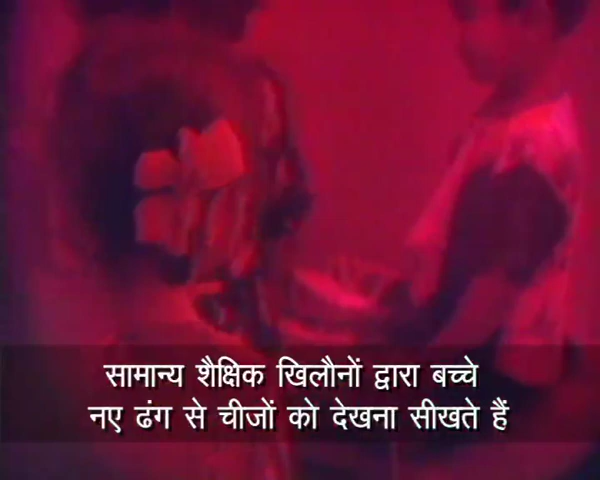 सामान्य शैक्षिक खिलौनों द्वारा बच्चे
नए ढंग से चीजों को देखना सीखते हैं